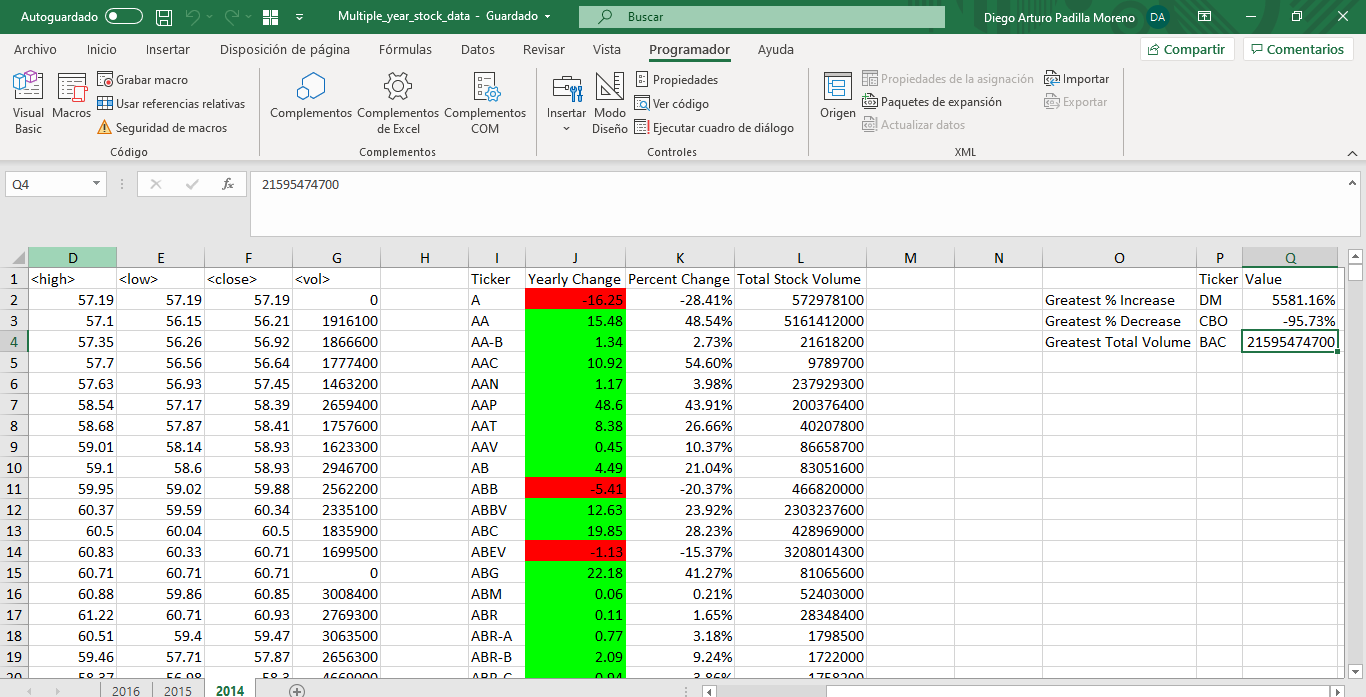 Autoguardado Multiple_year_stock_data - Guardado Buscar Diego Arturo Padilla Moreno DA
Archivo Inicio Insertar Disposición de página Fórmulas Datos Revisar Vista Programador Ayuda Compartir Comentarios
Visual Basic
Macros
Grabar macro
Usar referencias relativas
Seguridad de macros
Código
Complementos
Complementos de Excel
Complementos COM
Complementos
Insertar
Modo Diseño
Propiedades
Ver código
Ejecutar cuadro de diálogo
Controles
Origen
Propiedades de la asignación
Paquetes de expansión
Actualizar datos
Importar
Exportar
XML
Q4 fx 21595474700
D E F G H I J K L M N O P Q
1 <high> <low> <close> <vol> Ticker Yearly Change Percent Change Total Stock Volume Ticker Value
2 57.19 57.19 57.19 0 A -16.25 -28.41% 572978100 Greatest % Increase DM 5581.16%
3 57.1 56.15 56.21 1916100 AA 15.48 48.54% 5161412000 Greatest % Decrease CBO -95.73%
4 57.35 56.26 56.92 1866600 AA-B 1.34 2.73% 21618200 Greatest Total Volume BAC 21595474700
5 57.7 56.56 56.64 1777400 AAC 10.92 54.60% 9789700
6 57.63 56.93 57.45 1463200 AAN 1.17 3.98% 237929300
7 58.54 57.17 58.39 2659400 AAP 48.6 43.91% 200376400
8 58.68 57.87 58.41 1757600 AAT 8.38 26.66% 40207800
9 59.01 58.14 58.93 1623300 AAV 0.45 10.37% 86658700
10 59.1 58.6 58.93 2946700 AB 4.49 21.04% 83051600
11 59.95 59.02 59.88 2562200 ABB -5.41 -20.37% 466820000
12 60.37 59.59 60.34 2335100 ABBV 12.63 23.92% 2303237600
13 60.5 60.04 60.5 1835900 ABC 19.85 28.23% 428969000
14 60.83 60.33 60.71 1699500 ABEV -1.13 -15.37% 3208014300
15 60.71 60.71 60.71 0 ABG 22.18 41.27% 81065600
16 60.88 59.86 60.85 3008400 ABM 0.06 0.21% 52403000
17 61.22 60.71 60.93 2769300 ABR 0.11 1.65% 28348400
18 60.51 59.4 59.47 3063500 ABR-A 0.77 3.18% 1798500
19 59.46 57.71 57.87 2656300 ABR-B 2.09 9.24% 1722000
20 58.37 56.98 58.3 4669000 ABR-C 0.94 3.86% 1758200
2016 2015 2014